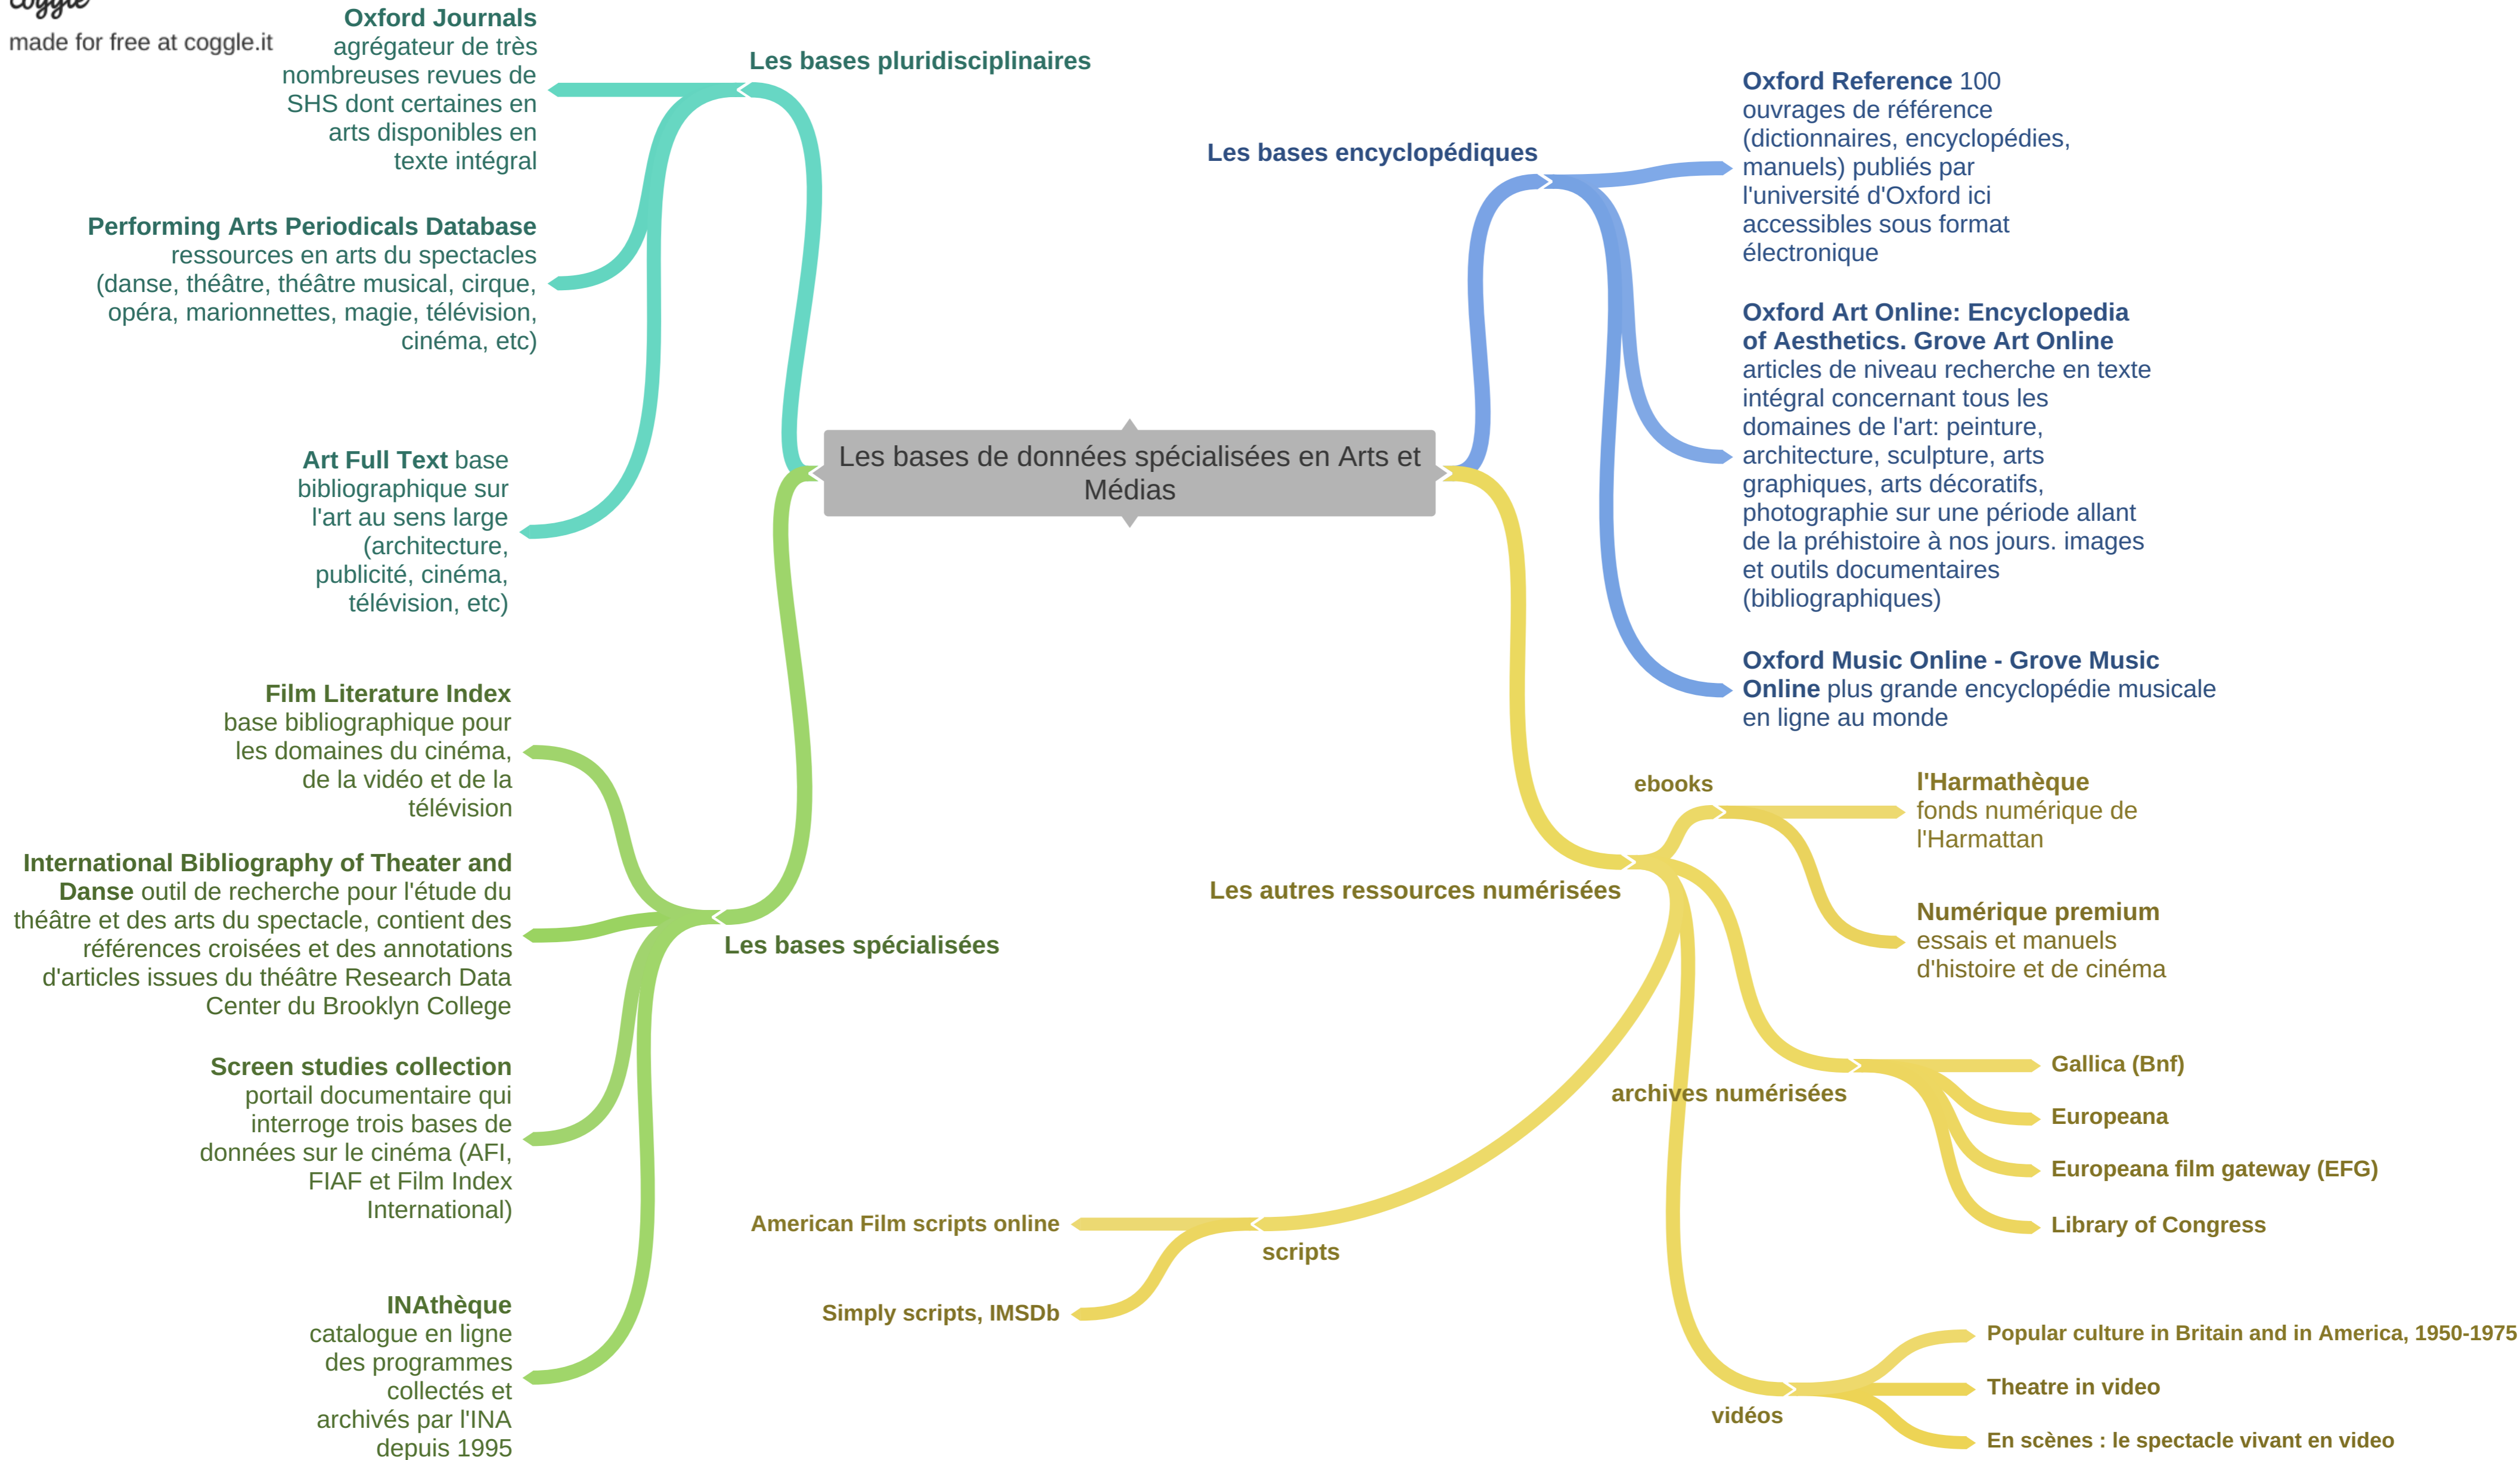 coggle
made for free at coggle.it
Oxford Journals
agrégateur de très
nombreuses revues de
SHS dont certaines en
arts disponibles en
texte intégral
Les bases pluridisciplinaires
Performing Arts Periodicals Database
ressources en arts du spectacles
(danse, théâtre, théâtre musical, cirque,
opéra, marionnettes, magie, télévision,
cinéma, etc)
Art Full Text base
bibliographique sur
l'art au sens large
(architecture,
publicité, cinéma,
télévision, etc)
Les bases encyclopédiques
Oxford Reference 100
ouvrages de référence
(dictionnaires, encyclopédies,
manuels) publiés par
l'université d'Oxford ici
accessibles sous format
électronique
Oxford Art Online: Encyclopedia
of Aesthetics. Grove Art Online
articles de niveau recherche en texte
intégral concernant tous les
domaines de l'art: peinture,
architecture, sculpture, arts
graphiques, arts décoratifs,
photographie sur une période allant
de la préhistoire à nos jours. images
et outils documentaires
(bibliographiques)
Oxford Music Online - Grove Music
Online plus grande encyclopédie musicale
en ligne au monde
Les bases de données spécialisées en Arts et
Médias
Film Literature Index
base bibliographique pour
les domaines du cinéma,
de la vidéo et de la
télévision
International Bibliography of Theater and
Danse outil de recherche pour l'étude du
théâtre et des arts du spectacle, contient des
références croisées et des annotations
d'articles issues du théâtre Research Data
Center du Brooklyn College
Les bases spécialisées
Screen studies collection
portail documentaire qui
interroge trois bases de
données sur le cinéma (AFI,
FIAF et Film Index
International)
INAthèque
catalogue en ligne
des programmes
collectés et
archivés par l'INA
depuis 1995
Les autres ressources numérisées
ebooks
l'Harmathèque
fonds numérique de
l'Harmattan
Numérique premium
essais et manuels
d'histoire et de cinéma
archives numérisées
Gallica (Bnf)
Europeana
Europeana film gateway (EFG)
Library of Congress
scripts
American Film scripts online
Simply scripts, IMSDb
vidéos
Popular culture in Britain and in America, 1950-1975
Theatre in video
En scènes : le spectacle vivant en video